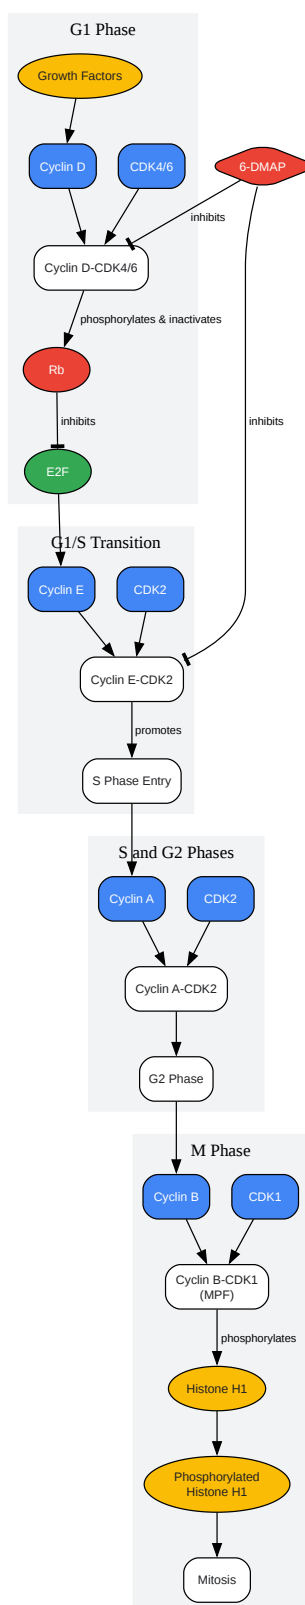 G1 Phase
Growth Factors
Cyclin D
CDK4/6
6-DMAP
inhibits
Cyclin D-CDK4/6
phosphorylates & inactivates
Rb
inhibits
inhibits
E2F
G1/S Transition
Cyclin E
CDK2
Cyclin E-CDK2
promotes
S Phase Entry
S and G2 Phases
Cyclin A
CDK2
Cyclin A-CDK2
G2 Phase
M Phase
Cyclin B
CDK1
Cyclin B-CDK1
(MPF)
phosphorylates
Histone H1
Phosphorylated
Histone H1
Mitosis